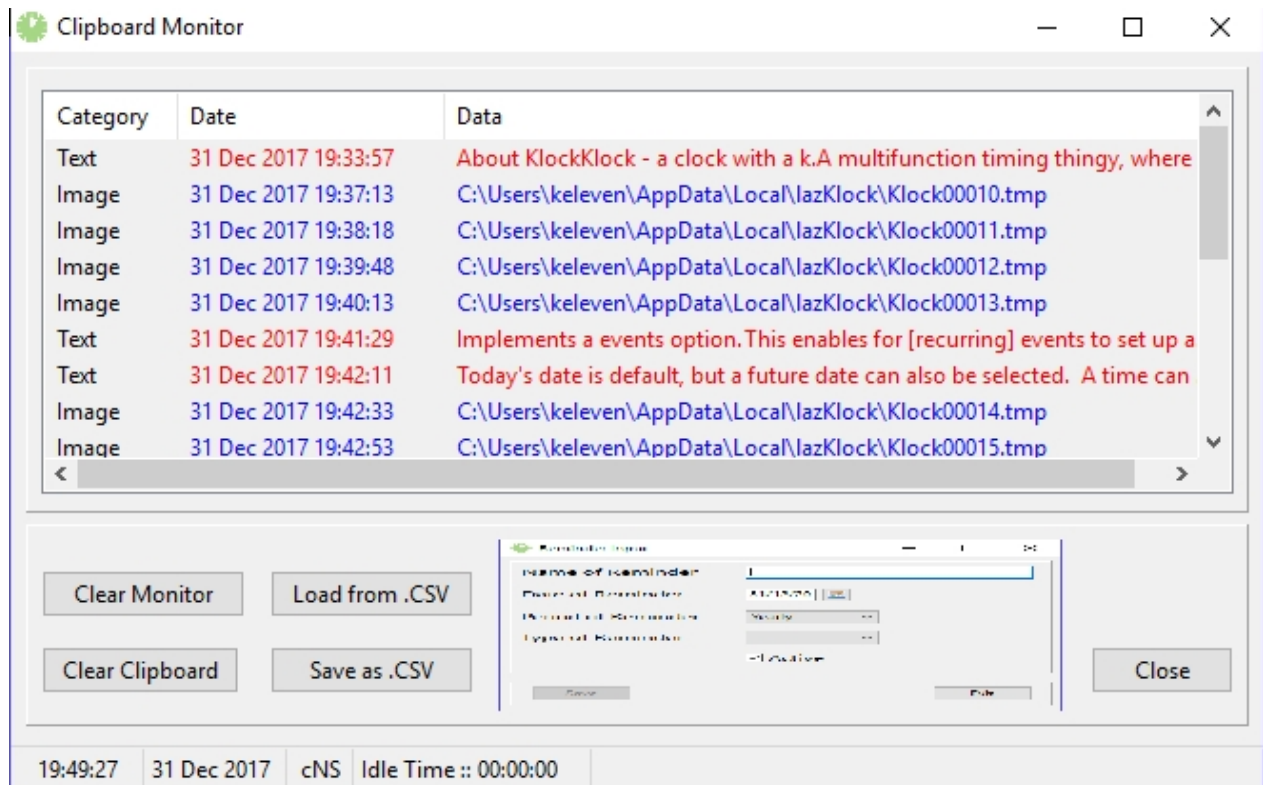 Clipboard Monitor
Category Date Data
Text 31 Dec 2017 19:33:57 About KlockKlock - a clock with a k.A multifunction timing thingy, where
Image 31 Dec 2017 19:37:13 C:\Users\keleven\AppData\Local\lazKlock\Klock00010.tmp
Image 31 Dec 2017 19:38:18 C:\Users\keleven\AppData\Local\lazKlock\Klock00011.tmp
Image 31 Dec 2017 19:39:48 C:\Users\keleven\AppData\Local\lazKlock\Klock00012.tmp
Image 31 Dec 2017 19:40:13 C:\Users\keleven\AppData\Local\lazKlock\Klock00013.tmp
Text 31 Dec 2017 19:41:29 Implements a events option. This enables for [recurring] events to set up a
Text 31 Dec 2017 19:42:11 Today's date is default, but a future date can also be selected.  A time can
Image 31 Dec 2017 19:42:33 C:\Users\keleven\AppData\Local\lazKlock\Klock00014.tmp
Image 31 Dec 2017 19:42:53 C:\Users\keleven\AppData\Local\lazKlock\Klock00015.tmp
Name of Reminder
Clear Monitor Load from .CSV
Clear Clipboard Save as .CSV Close
19:49:27 31 Dec 2017 cNS Idle Time :: 00:00:00